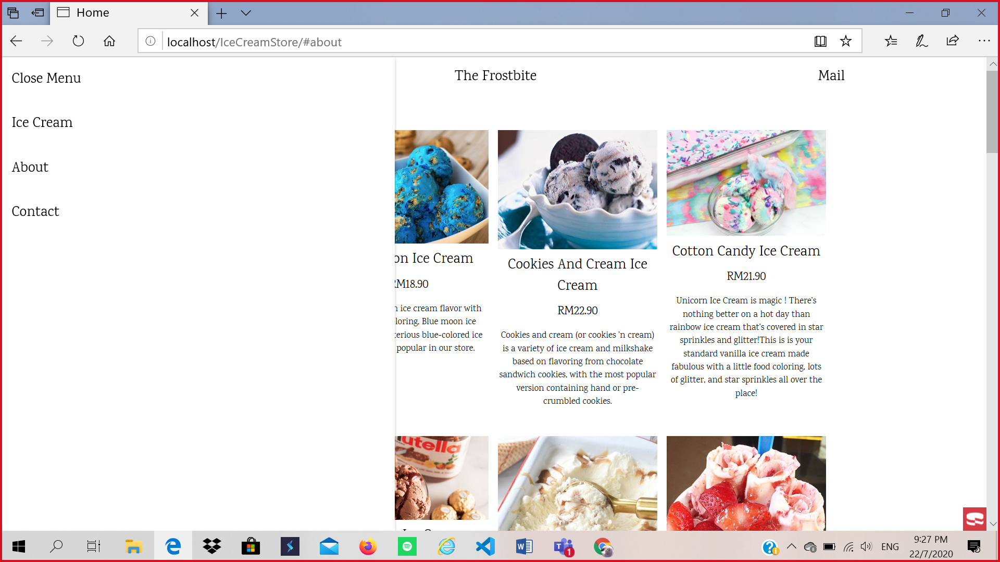 Home
localhost/IceCreamStore/#about
Close Menu
Ice Cream
About
Contact
The Frostbite
Mail
on Ice Cream
RM18.90
ice cream flavor with
loring, Blue moon ice
terious blue-colored ice
popular in our store.
Cookies And Cream Ice
Cream
RM22.90
Cookies and cream (or cookies 'n cream)
is a variety of ice cream and milkshake
based on flavoring from chocolate
sandwich cookies, with the most popular
version containing hand or pre-
crumbled cookies.
Cotton Candy Ice Cream
RM21.90
Unicorn Ice Cream is magic ! There's
nothing better on a hot day than
rainbow ice cream that's covered in star
sprinkles and glitter!This is is your
standard vanilla ice cream made
fabulous with a little food coloring, lots
of glitter, and star sprinkles all over the
place!
utella
1
ENG
9:27 PM
22/7/2020